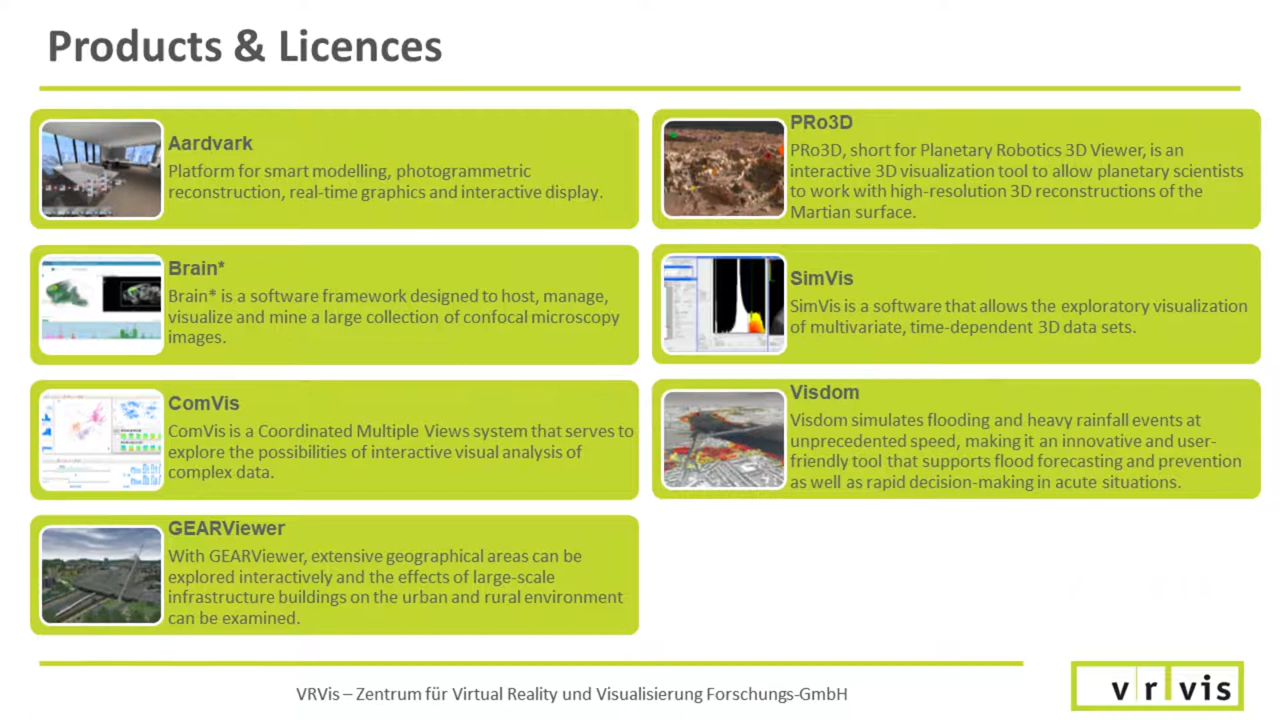 Products & Licences
Aardvark
Platform for smart modelling, photogrammetric
reconstruction, real-time graphics and interactive display.
Brain*
Brain* is a software framework designed to host, manage,
visualize and mine a large collection of confocal microscopy
images.
ComVis
ComVis is a Coordinated Multiple Views system that serves to
explore the possibilities of interactive visual analysis of
complex data.
GEARViewer
With GEARViewer, extensive geographical areas can be
explored interactively and the effects of large-scale
infrastructure buildings on the urban and rural environment
can be examined.
PRo3D
PRo3D, short for Planetary Robotics 3D Viewer, is an
interactive 3D visualization tool to allow planetary scientists
to work with high-resolution 3D reconstructions of the
Martian surface.
SimVis
SimVis is a software that allows the exploratory visualization
of multivariate, time-dependent 3D data sets.
Visdom
Visdom simulates flooding and heavy rainfall events at
unprecedented speed, making it an innovative and user-
friendly tool that supports flood forecasting and prevention
as well as rapid decision-making in acute situations.
VRVis – Zentrum für Virtual Reality und Visualisierung Forschungs-GmbH
vrvis